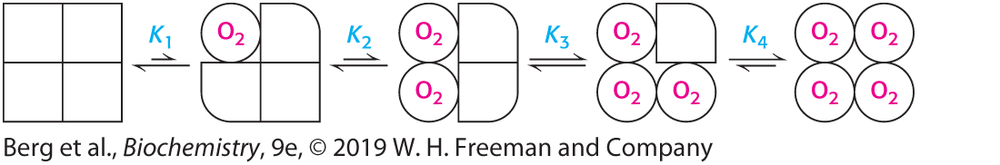 K₁ O₂ K₂ O₂ K₃ O₂ K₄ O₂ O₂
O₂ O₂ O₂ O₂ O₂
Berg et al., Biochemistry, 9e, © 2019 W. H. Freeman and Company